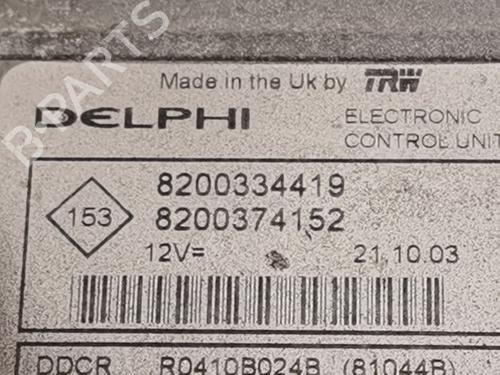 Made in the Uk by TRW
DELPHI
ELECTRONIC
CONTROL UNIT
8200334419
153
8200374152
12V=
21.10.03
DDCR R0410B024B (81044B)
B-PARTS